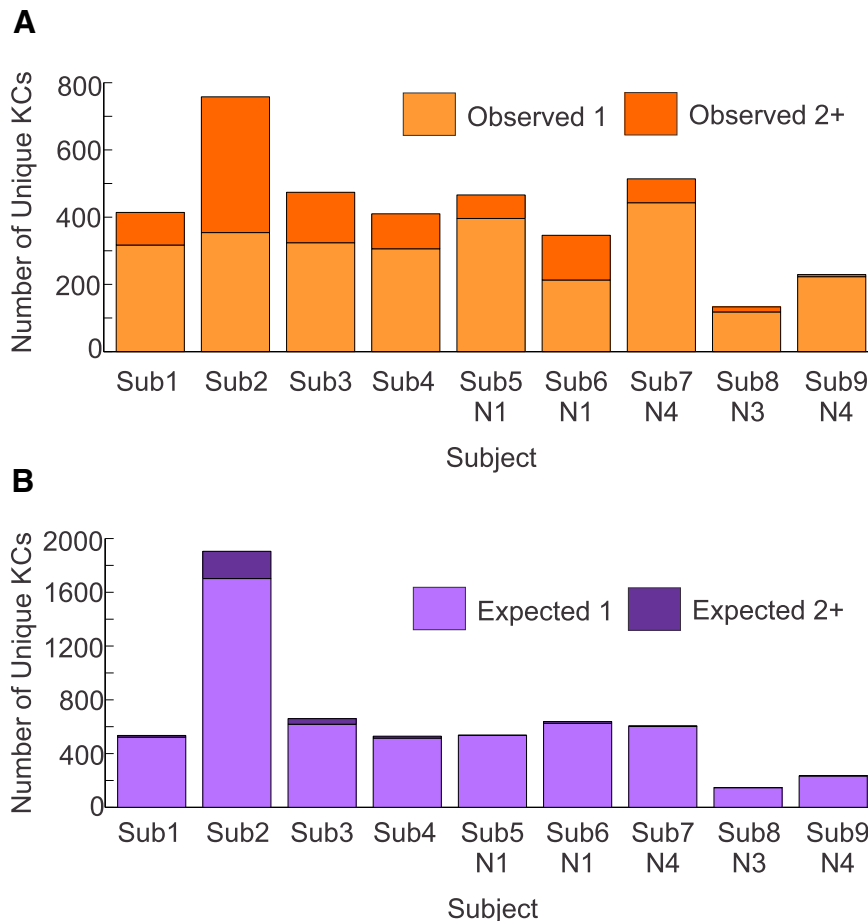 A
Number of Unique KCs
800
600
400
200
0
Observed 1
Observed 2+
Sub1 Sub2 Sub3 Sub4 Sub5 Sub6 Sub7 Sub8 Sub9
N1 N1 N4 N3 N4
Subject
B
Number of Unique KCs
2000
1600
1200
800
400
0
Expected 1
Expected 2+
Sub1 Sub2 Sub3 Sub4 Sub5 Sub6 Sub7 Sub8 Sub9
N1 N1 N4 N3 N4
Subject